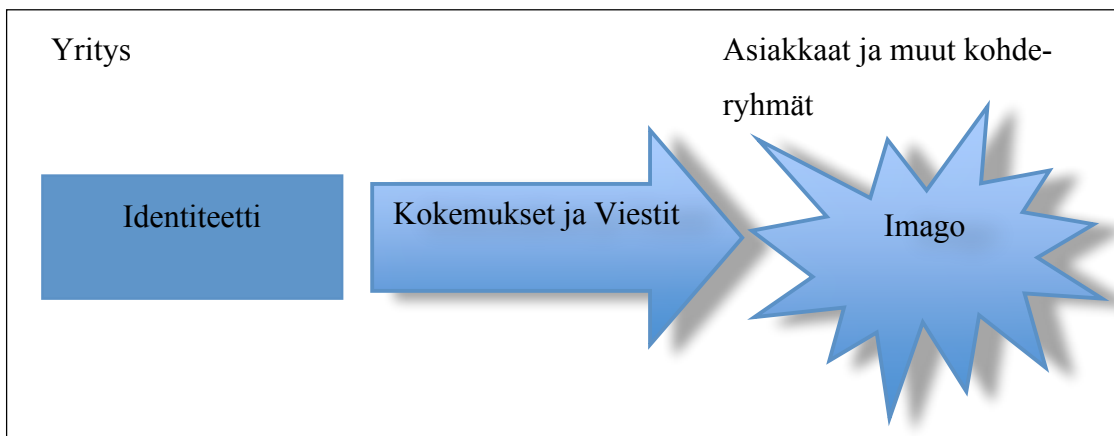 Yritys
Asiakkaat ja muut kohde-
ryhmät
Identiteetti
Kokemukset ja Viestit
Imago